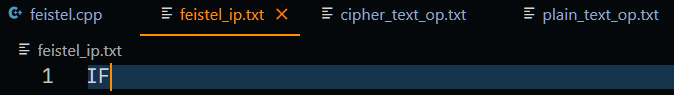 feistel.cpp feistel_ip.txt cipher_text_op.txt plain_text_op.txt
feistel_ip.txt
1 IF